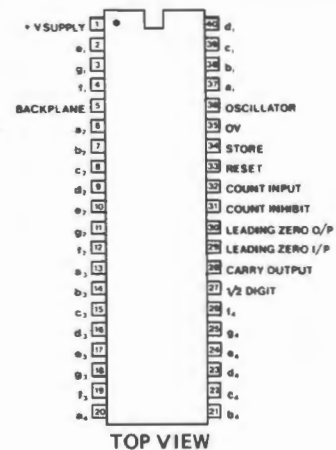 + V SUPPLY 1
e₁ 2
g₁ 3
f₁ 4
BACKPLANE 5
a₂ 6
b₂ 7
c₂ 8
d₂ 9
e₂ 10
g₂ 11
f₂ 12
a₃ 13
b₃ 14
c₃ 15
d₃ 16
e₃ 17
g₃ 18
f₃ 19
a₄ 20
40 d₁
39 c₁
38 b₁
37 a₁
36 OSCILLATOR
35 OV
34 STORE
33 RESET
32 COUNT INPUT
31 COUNT INHIBIT
30 LEADING ZERO O/P
29 LEADING ZERO I/P
28 CARRY OUTPUT
27 1/2 DIGIT
26 f₄
25 g₄
24 e₄
23 d₄
22 c₄
21 b₄
TOP VIEW